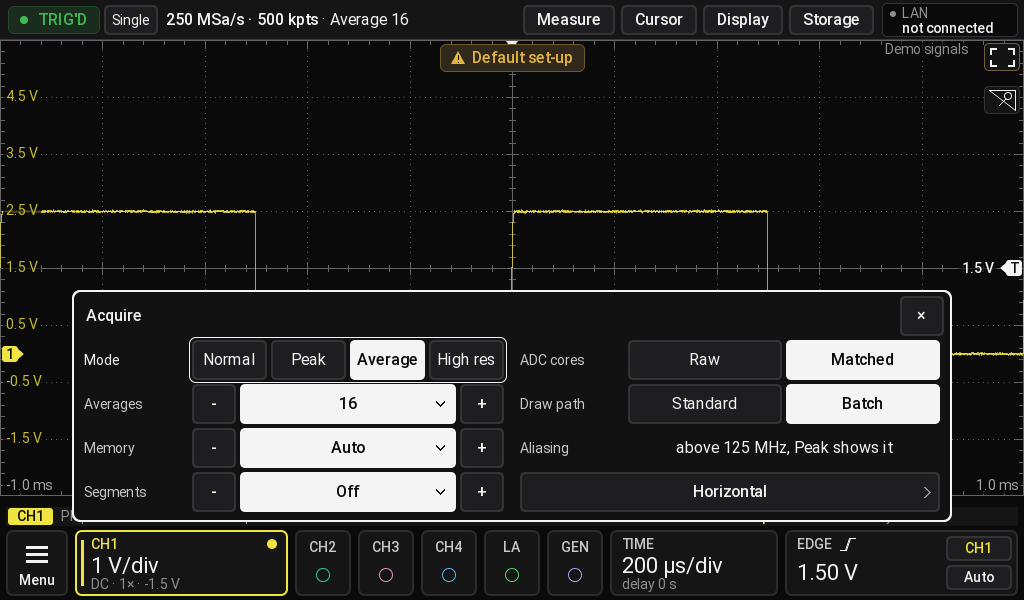 TRIG'D
Single
250 MSa/s · 500 kpts · Average 16
Measure
Cursor
Display
Storage
LAN
not connected
Demo signals
Default set-up
4.5 V
3.5 V
2.5 V
1.5 V
1.5 V
T
0.5 V
1
-0.5 V
-1.5 V
-1.0 ms
1.0 ms
Acquire
×
Mode
Normal
Peak
Average
High res
ADC cores
Raw
Matched
Averages
-
16
+
Draw path
Standard
Batch
Memory
-
Auto
+
Aliasing
above 125 MHz, Peak shows it
Segments
-
Off
+
Horizontal
CH1
Menu
CH1
1 V/div
DC · 1× · -1.5 V
CH2
CH3
CH4
LA
GEN
TIME
200 µs/div
delay 0 s
EDGE
1.50 V
CH1
Auto